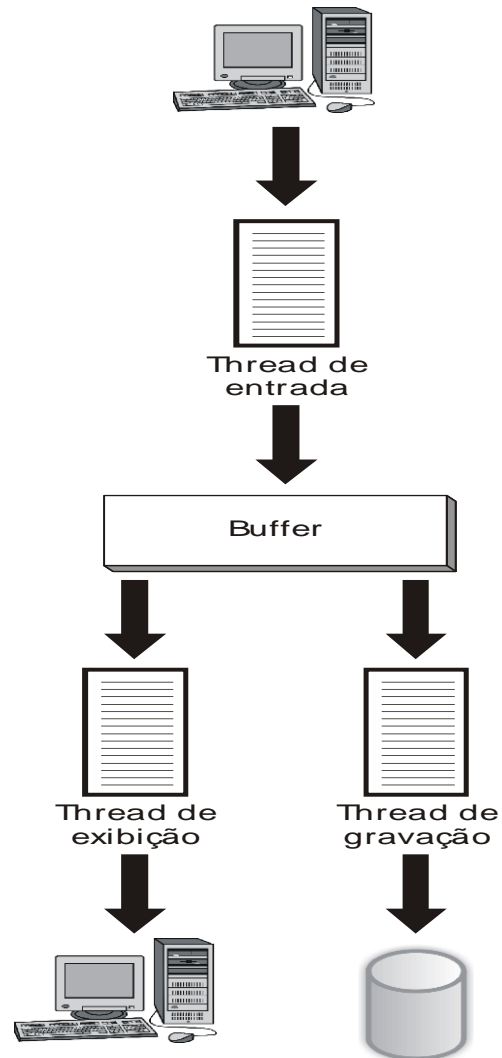 Thread de
entrada
Buffer
Thread de
exibição
Thread de
gravação